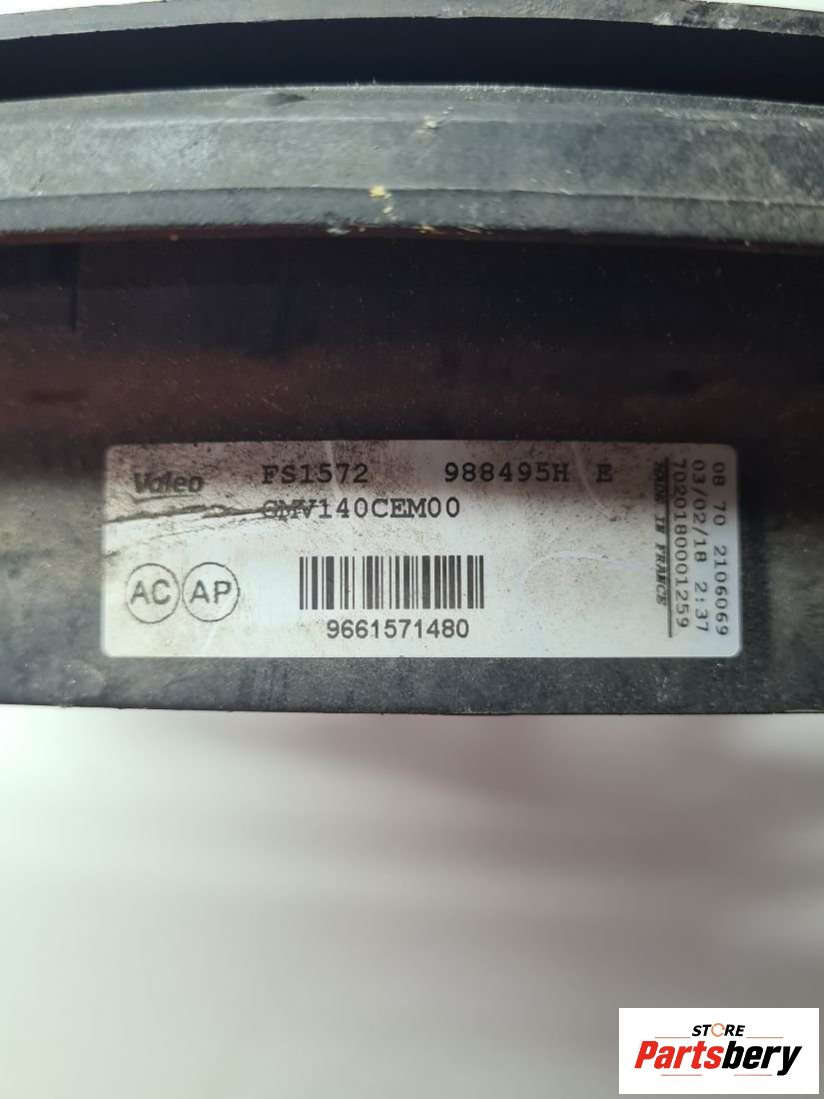 Valeo FS1572 988495H E
GMV140CEM00
AC AP
9661571480
08 70 2106069
03/02/18 2:37
70201800001259
MADE IN FRANCE
STORE
Partsbery